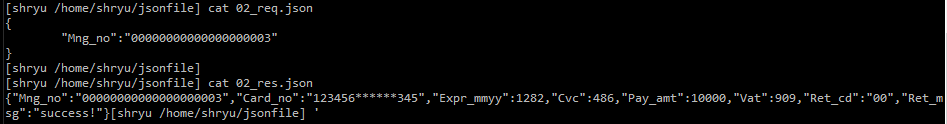 [shryu /home/shryu/jsonfile] cat 02_req.json
{
        "Mng_no":"00000000000000000003"
}
[shryu /home/shryu/jsonfile]
[shryu /home/shryu/jsonfile] cat 02_res.json
{"Mng_no":"00000000000000000003","Card_no":"123456******345","Expr_mmyy":1282,"Cvc":486,"Pay_amt":10000,"Vat":909,"Ret_cd":"00","Ret_m
sg":"success!"}[shryu /home/shryu/jsonfile] '